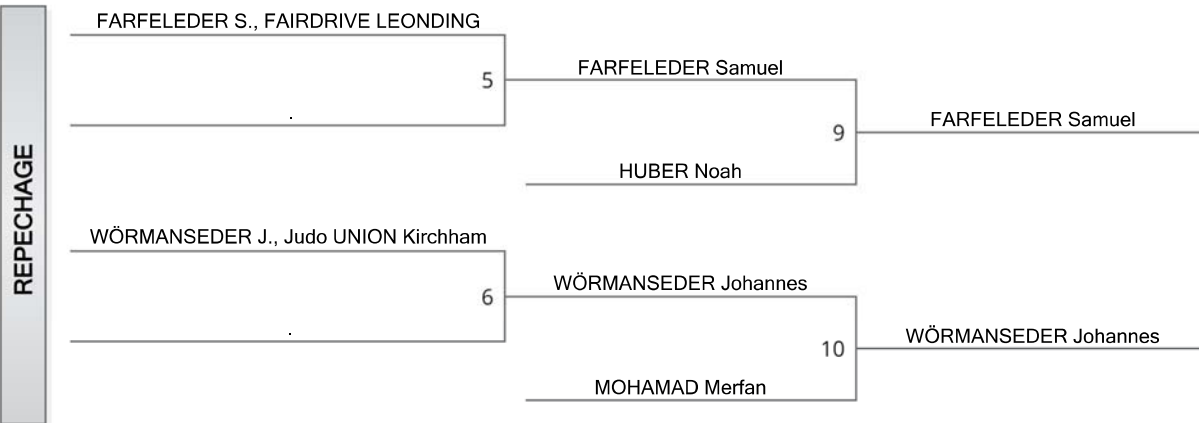 REPECHAGE
FARFELEDER S., FAIRDRIVE LEONDING
5
.
FARFELEDER Samuel
9
HUBER Noah
FARFELEDER Samuel
WÖRMANSEDER J., Judo UNION Kirchham
6
.
WÖRMANSEDER Johannes
10
MOHAMAD Merfan
WÖRMANSEDER Johannes